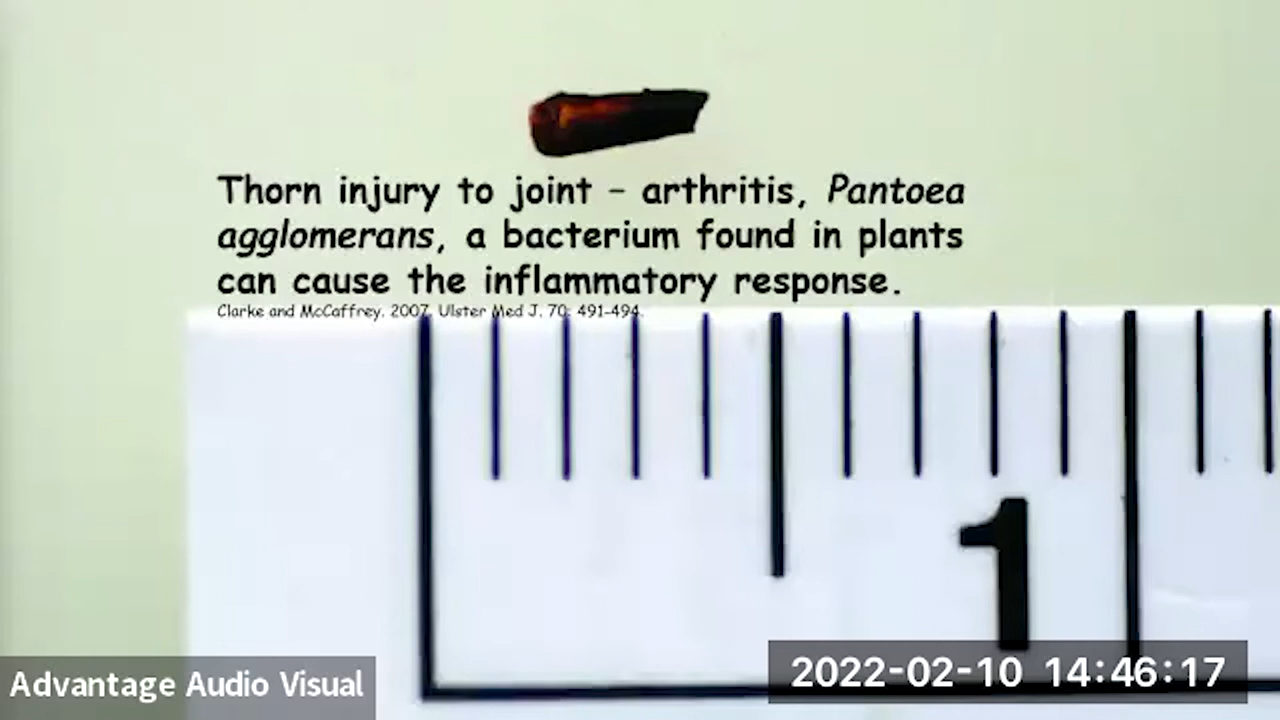 Thorn injury to joint – arthritis, Pantoea
agglomerans, a bacterium found in plants
can cause the inflammatory response.
Clarke and McCaffrey. 2007. Ulster Med J. 70: 491-494.
1
Advantage Audio Visual
2022-02-10 14:46:17